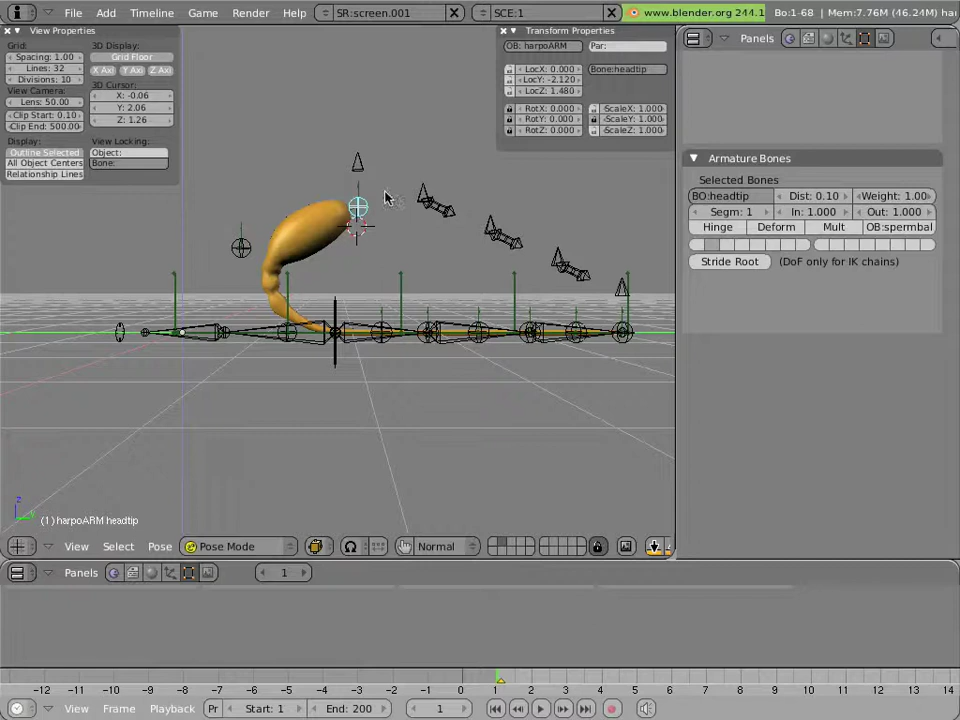 File Add Timeline Game Render Help SR:screen.001 SCE:1 www.blender.org 244.1 Bo:1-68 | Mem:7.76M (46.24M) ha
View Properties
Grid:
Spacing: 1.00
Lines: 32
Divisions: 10
View Camera:
Lens: 50.00
Clip Start: 0.10
Clip End: 500.00
Display:
Outline Selected
All Object Centers
Relationship Lines
3D Display:
Grid Floor
X Axi Y Axi Z Axi
3D Cursor:
X: -0.06
Y: 2.06
Z: 1.26
View Locking:
Object:
Bone:
Transform Properties
OB: harpoARM Par:
LocX: 0.000 Bone:headtip
LocY: -2.120
LocZ: 1.480
RotX: 0.000 ScaleX: 1.000
RotY: 0.000 ScaleY: 1.000
RotZ: 0.000 ScaleZ: 1.000
z
y
(1) harpoARM headtip
View Select Pose Pose Mode Normal
Panels
Armature Bones
Selected Bones
BO:headtip Dist: 0.10 Weight: 1.00
Segm: 1 In: 1.000 Out: 1.000
Hinge Deform Mult OB:spermbal
Stride Root (DoF only for IK chains)
Panels 1
-12 -11 -10 -9 -8 -7 -6 -5 -4 -3 -2 -1 0 1 2 3 4 5 6 7 8 9 10 11 12 13 14
View Frame Playback Pr Start: 1 End: 200 1